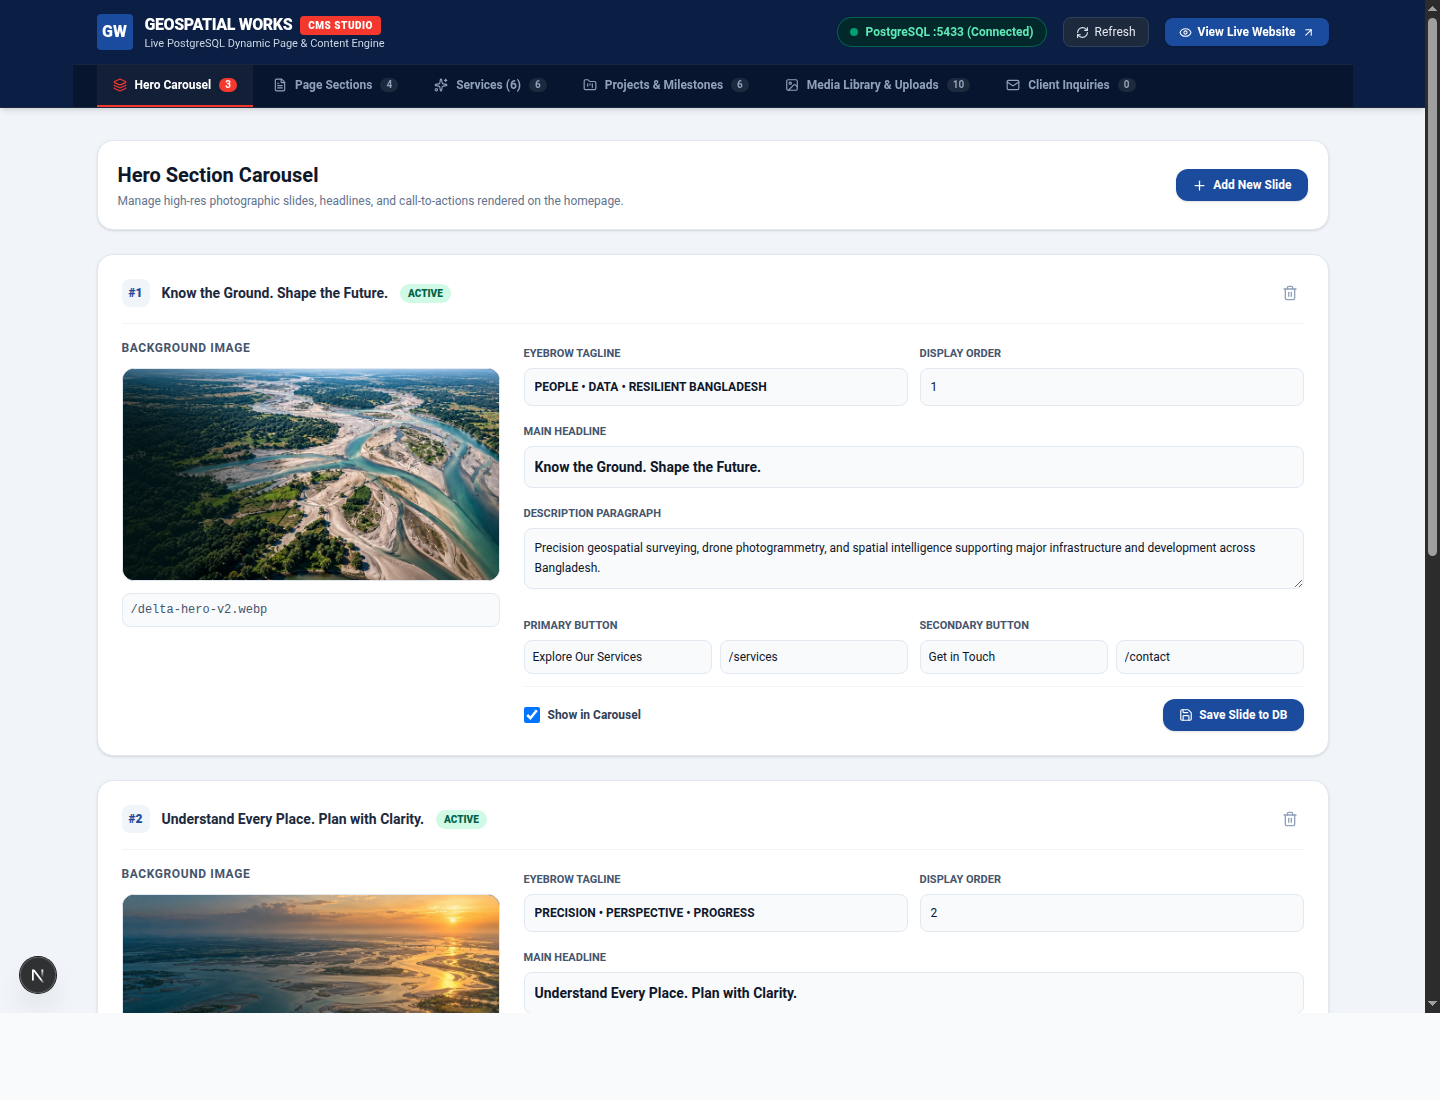 GW
GEOSPATIAL WORKS CMS STUDIO
Live PostgreSQL Dynamic Page & Content Engine
PostgreSQL :5433 (Connected)
Refresh
View Live Website
Hero Carousel 3
Page Sections 4
Services (6) 6
Projects & Milestones 6
Media Library & Uploads 10
Client Inquiries 0
Hero Section Carousel
Manage high-res photographic slides, headlines, and call-to-actions rendered on the homepage.
Add New Slide
#1 Know the Ground. Shape the Future. ACTIVE
BACKGROUND IMAGE
/delta-hero-v2.webp
EYEBROW TAGLINE
PEOPLE • DATA • RESILIENT BANGLADESH
DISPLAY ORDER
1
MAIN HEADLINE
Know the Ground. Shape the Future.
DESCRIPTION PARAGRAPH
Precision geospatial surveying, drone photogrammetry, and spatial intelligence supporting major infrastructure and development across
Bangladesh.
PRIMARY BUTTON
Explore Our Services
/services
SECONDARY BUTTON
Get in Touch
/contact
Show in Carousel
Save Slide to DB
#2 Understand Every Place. Plan with Clarity. ACTIVE
BACKGROUND IMAGE
EYEBROW TAGLINE
PRECISION • PERSPECTIVE • PROGRESS
DISPLAY ORDER
2
MAIN HEADLINE
Understand Every Place. Plan with Clarity.
N